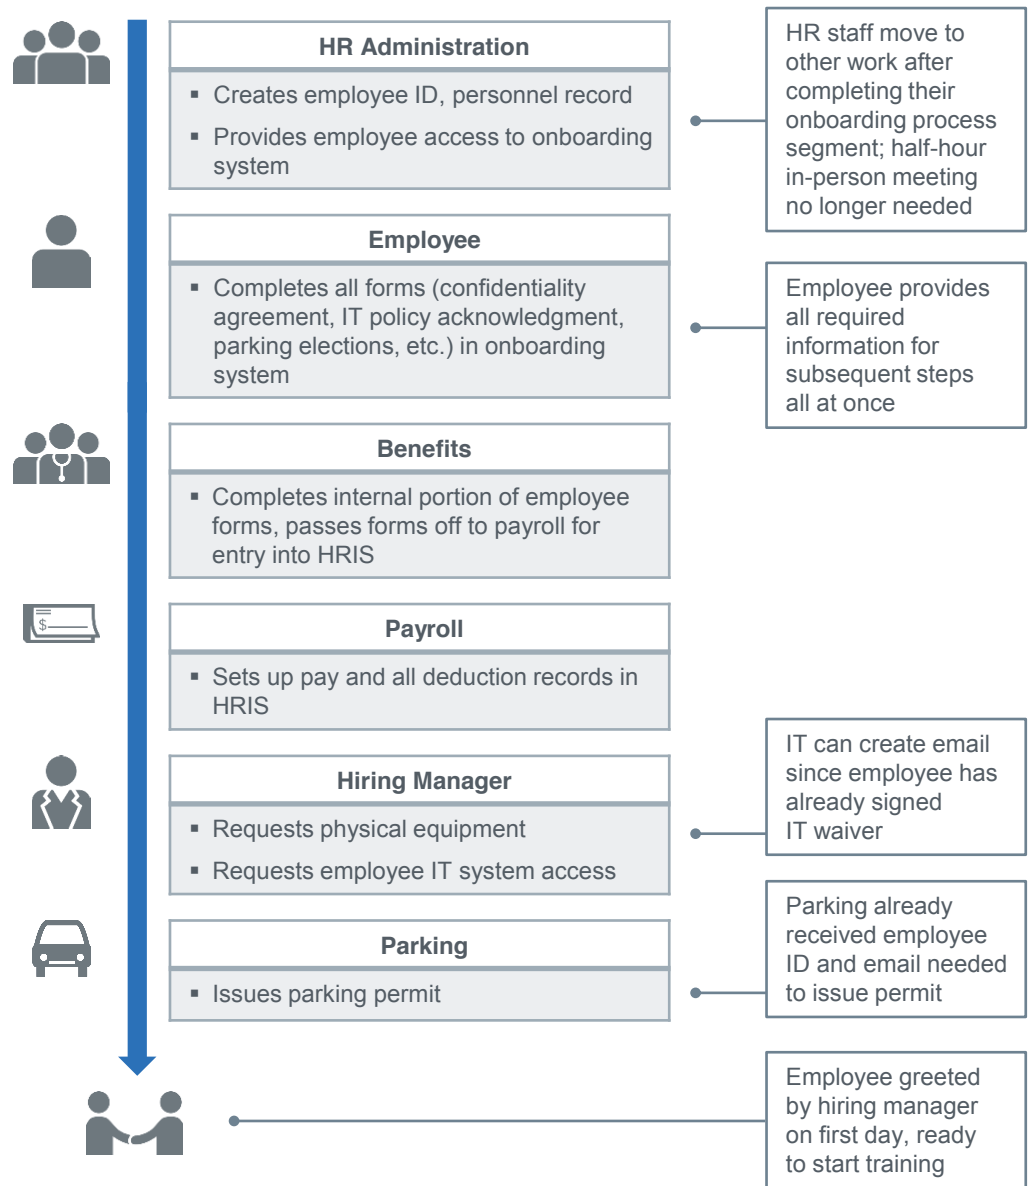 HR Administration
▪ Creates employee ID, personnel record
▪ Provides employee access to onboarding
system
HR staff move to
other work after
completing their
onboarding process
segment; half-hour
in-person meeting
no longer needed
Employee
▪ Completes all forms (confidentiality
agreement, IT policy acknowledgment,
parking elections, etc.) in onboarding
system
Employee provides
all required
information for
subsequent steps
all at once
Benefits
▪ Completes internal portion of employee
forms, passes forms off to payroll for
entry into HRIS
$
Payroll
▪ Sets up pay and all deduction records in
HRIS
Hiring Manager
▪ Requests physical equipment
▪ Requests employee IT system access
IT can create email
since employee has
already signed
IT waiver
Parking
▪ Issues parking permit
Parking already
received employee
ID and email needed
to issue permit
Employee greeted
by hiring manager
on first day, ready
to start training